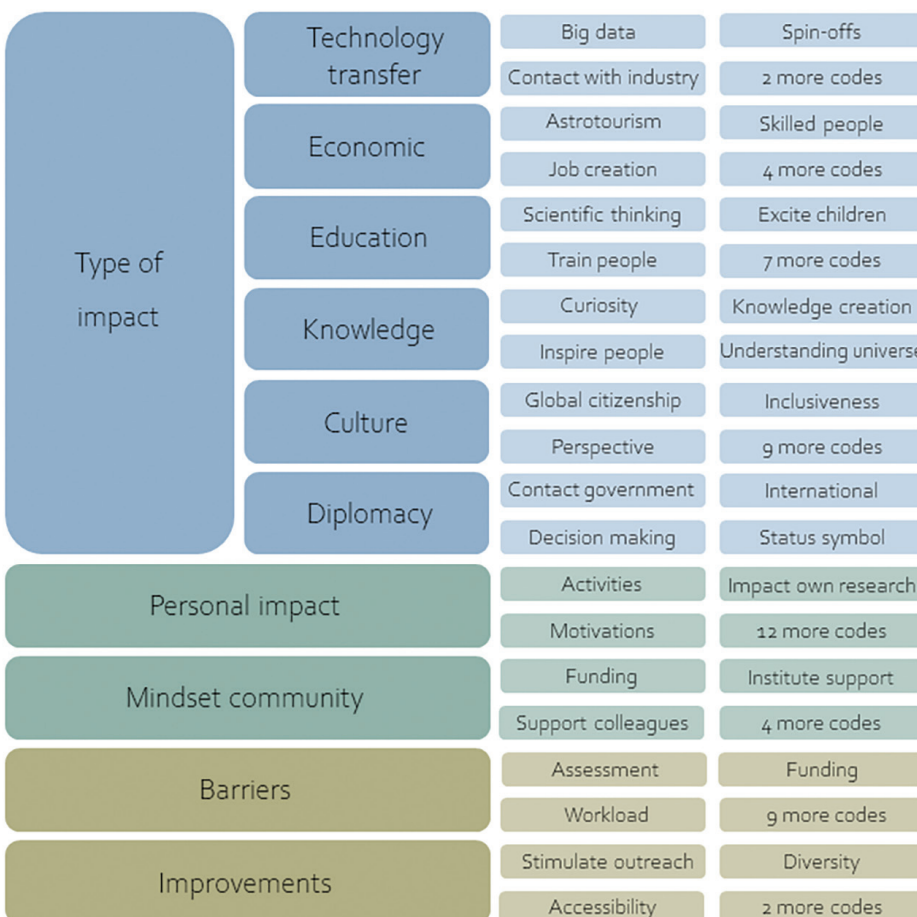 Type of
impact
Technology
transfer
Big data
Spin-offs
Contact with industry
2 more codes
Economic
Astrotourism
Skilled people
Job creation
4 more codes
Education
Scientific thinking
Excite children
Train people
7 more codes
Knowledge
Curiosity
Knowledge creation
Inspire people
Understanding universe
Culture
Global citizenship
Inclusiveness
Perspective
9 more codes
Diplomacy
Contact government
International
Decision making
Status symbol
Personal impact
Activities
Impact own research
Motivations
12 more codes
Mindset community
Funding
Institute support
Support colleagues
4 more codes
Barriers
Assessment
Funding
Workload
9 more codes
Improvements
Stimulate outreach
Diversity
Accessibility
2 more codes